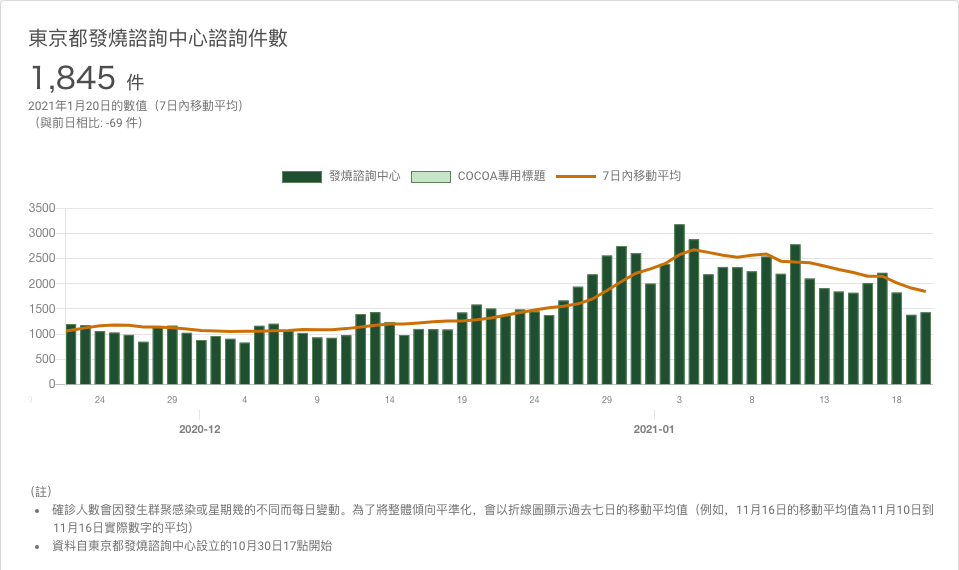 東京都發燒諮詢中心諮詢件數
1,845 件
2021年1月20日的數值（7日內移動平均）
（與前日相比: -69 件）
發燒諮詢中心 COCOA專用標題 7日內移動平均
3500
3000
2500
2000
1500
1000
500
0
24 29 4 9 14 19 24 29 3 8 13 18
2020-12 2021-01
（註）
• 確診人數會因發生群聚感染或星期幾的不同而每日變動。為了將整體傾向平準化，會以折線圖顯示過去七日的移動平均值（例如，11月16日的移動平均值為11月10日到
11月16日實際數字的平均）
• 資料自東京都發燒諮詢中心設立的10月30日17點開始